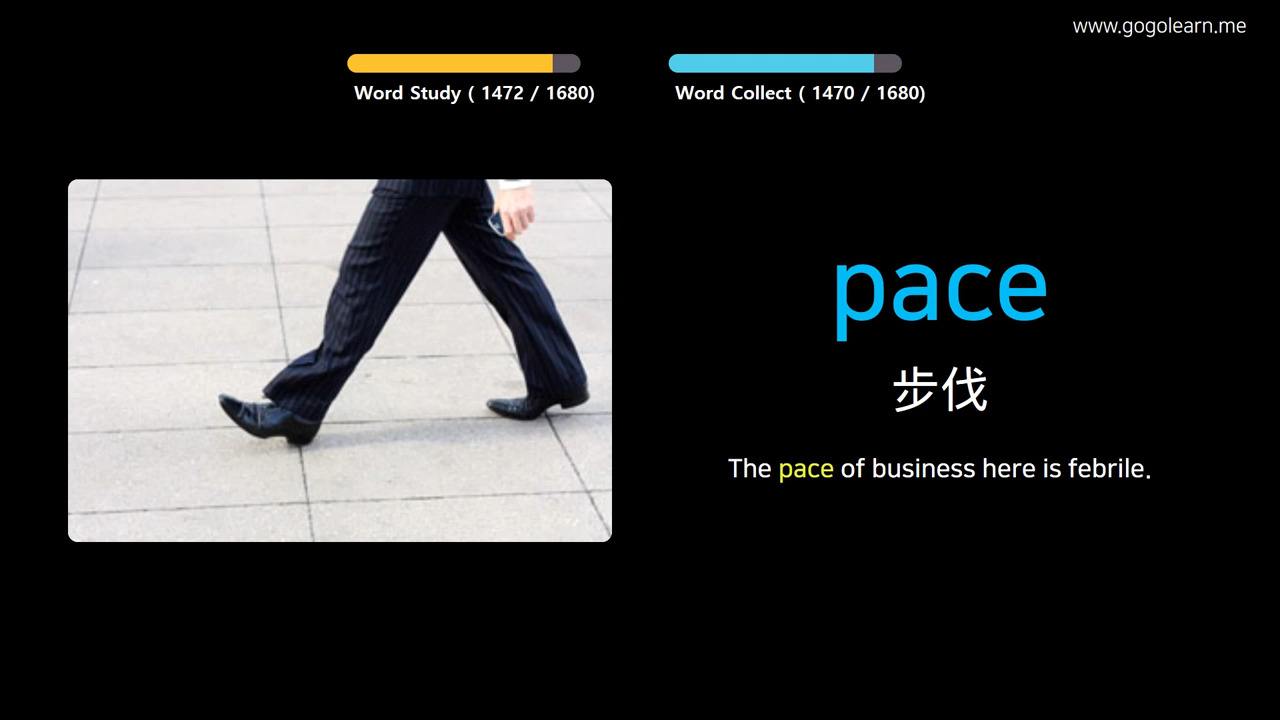 www.gogolearn.me
Word Study ( 1472 / 1680)
Word Collect ( 1470 / 1680)
pace
步伐
The pace of business here is febrile.